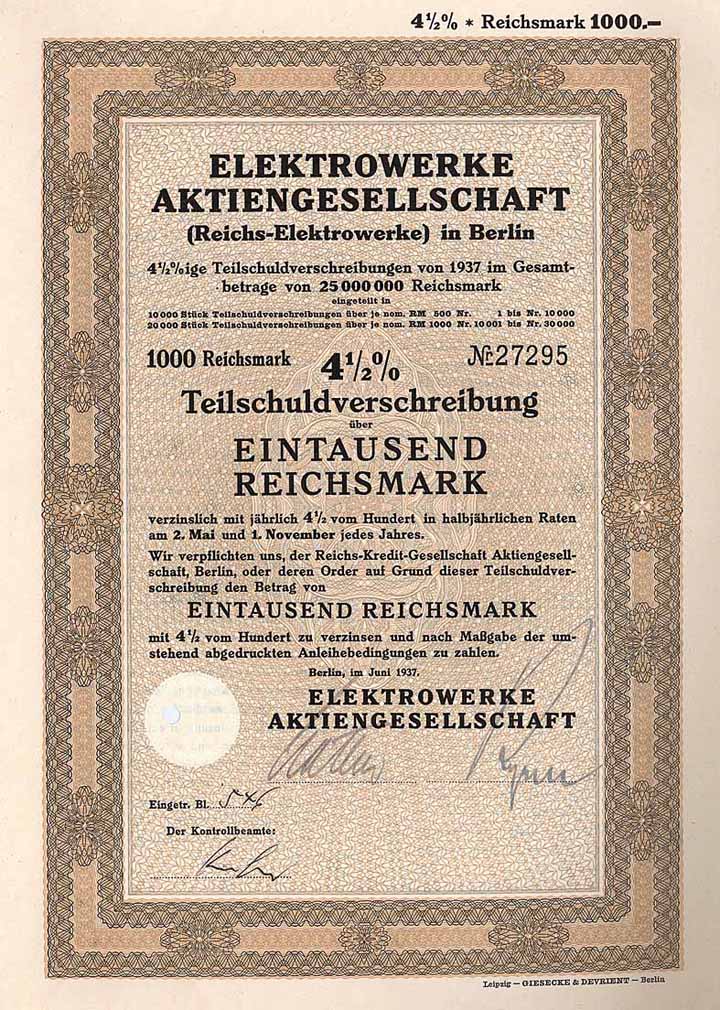 4½% * Reichsmark 1000.—
ELEKTROWERKE
AKTIENGESELLSCHAFT
(Reichs-Elektrowerke) in Berlin
4½%ige Teilschuldverschreibungen von 1937 im Gesamt-
betrage von 25 000 000 Reichsmark
eingeteilt in
10 000 Stück Teilschuldverschreibungen über je nom. RM 500 Nr. 1 bis Nr. 10 000
20 000 Stück Teilschuldverschreibungen über je nom. RM 1000 Nr. 10 001 bis Nr. 30 000
1000 Reichsmark 4½% № 27295
Teilschuldverschreibung
über
EINTAUSEND
REICHSMARK
verzinslich mit jährlich 4½ vom Hundert in halbjährlichen Raten
am 2. Mai und 1. November jedes Jahres.
Wir verpflichten uns, der Reichs-Kredit-Gesellschaft Aktiengesell-
schaft, Berlin, oder deren Order auf Grund dieser Teilschuldver-
schreibung den Betrag von
EINTAUSEND REICHSMARK
mit 4½ vom Hundert zu verzinsen und nach Maßgabe der um-
stehend abgedruckten Anleihebedingungen zu zahlen.
Berlin, im Juni 1937.
ELEKTROWERKE
AKTIENGESELLSCHAFT
Eingetr. Bl. 546
Der Kontrollbeamte:
Leipzig — GIESECKE & DEVRIENT — Berlin